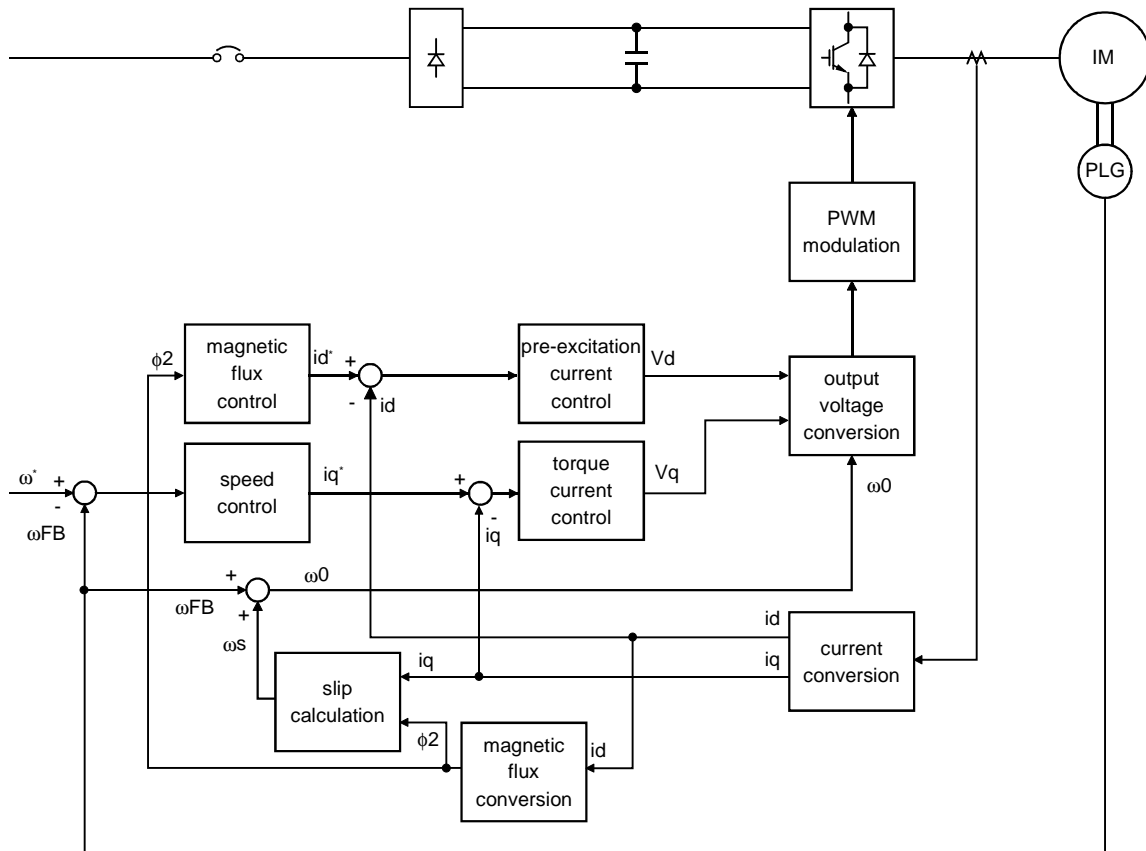 IM
PLG
PWM
modulation
magnetic
flux
control
pre-excitation
current
control
output
voltage
conversion
ϕ2
id*
+
-
id
Vd
speed
control
torque
current
control
ω*
+
-
ωFB
iq*
+
-
iq
Vq
ω0
+
+
ωFB
ω0
ωs
slip
calculation
iq
ϕ2
id
iq
current
conversion
magnetic
flux
conversion
id